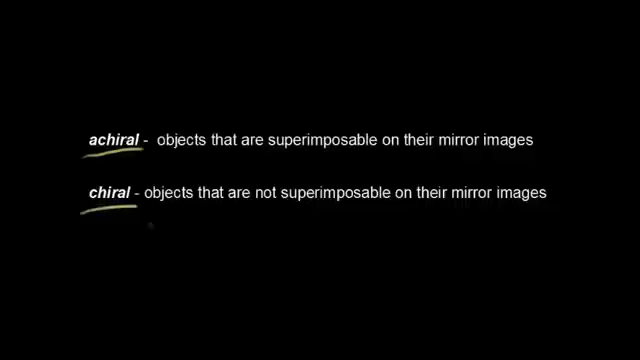 achiral - objects that are superimposable on their mirror images
chiral - objects that are not superimposable on their mirror images